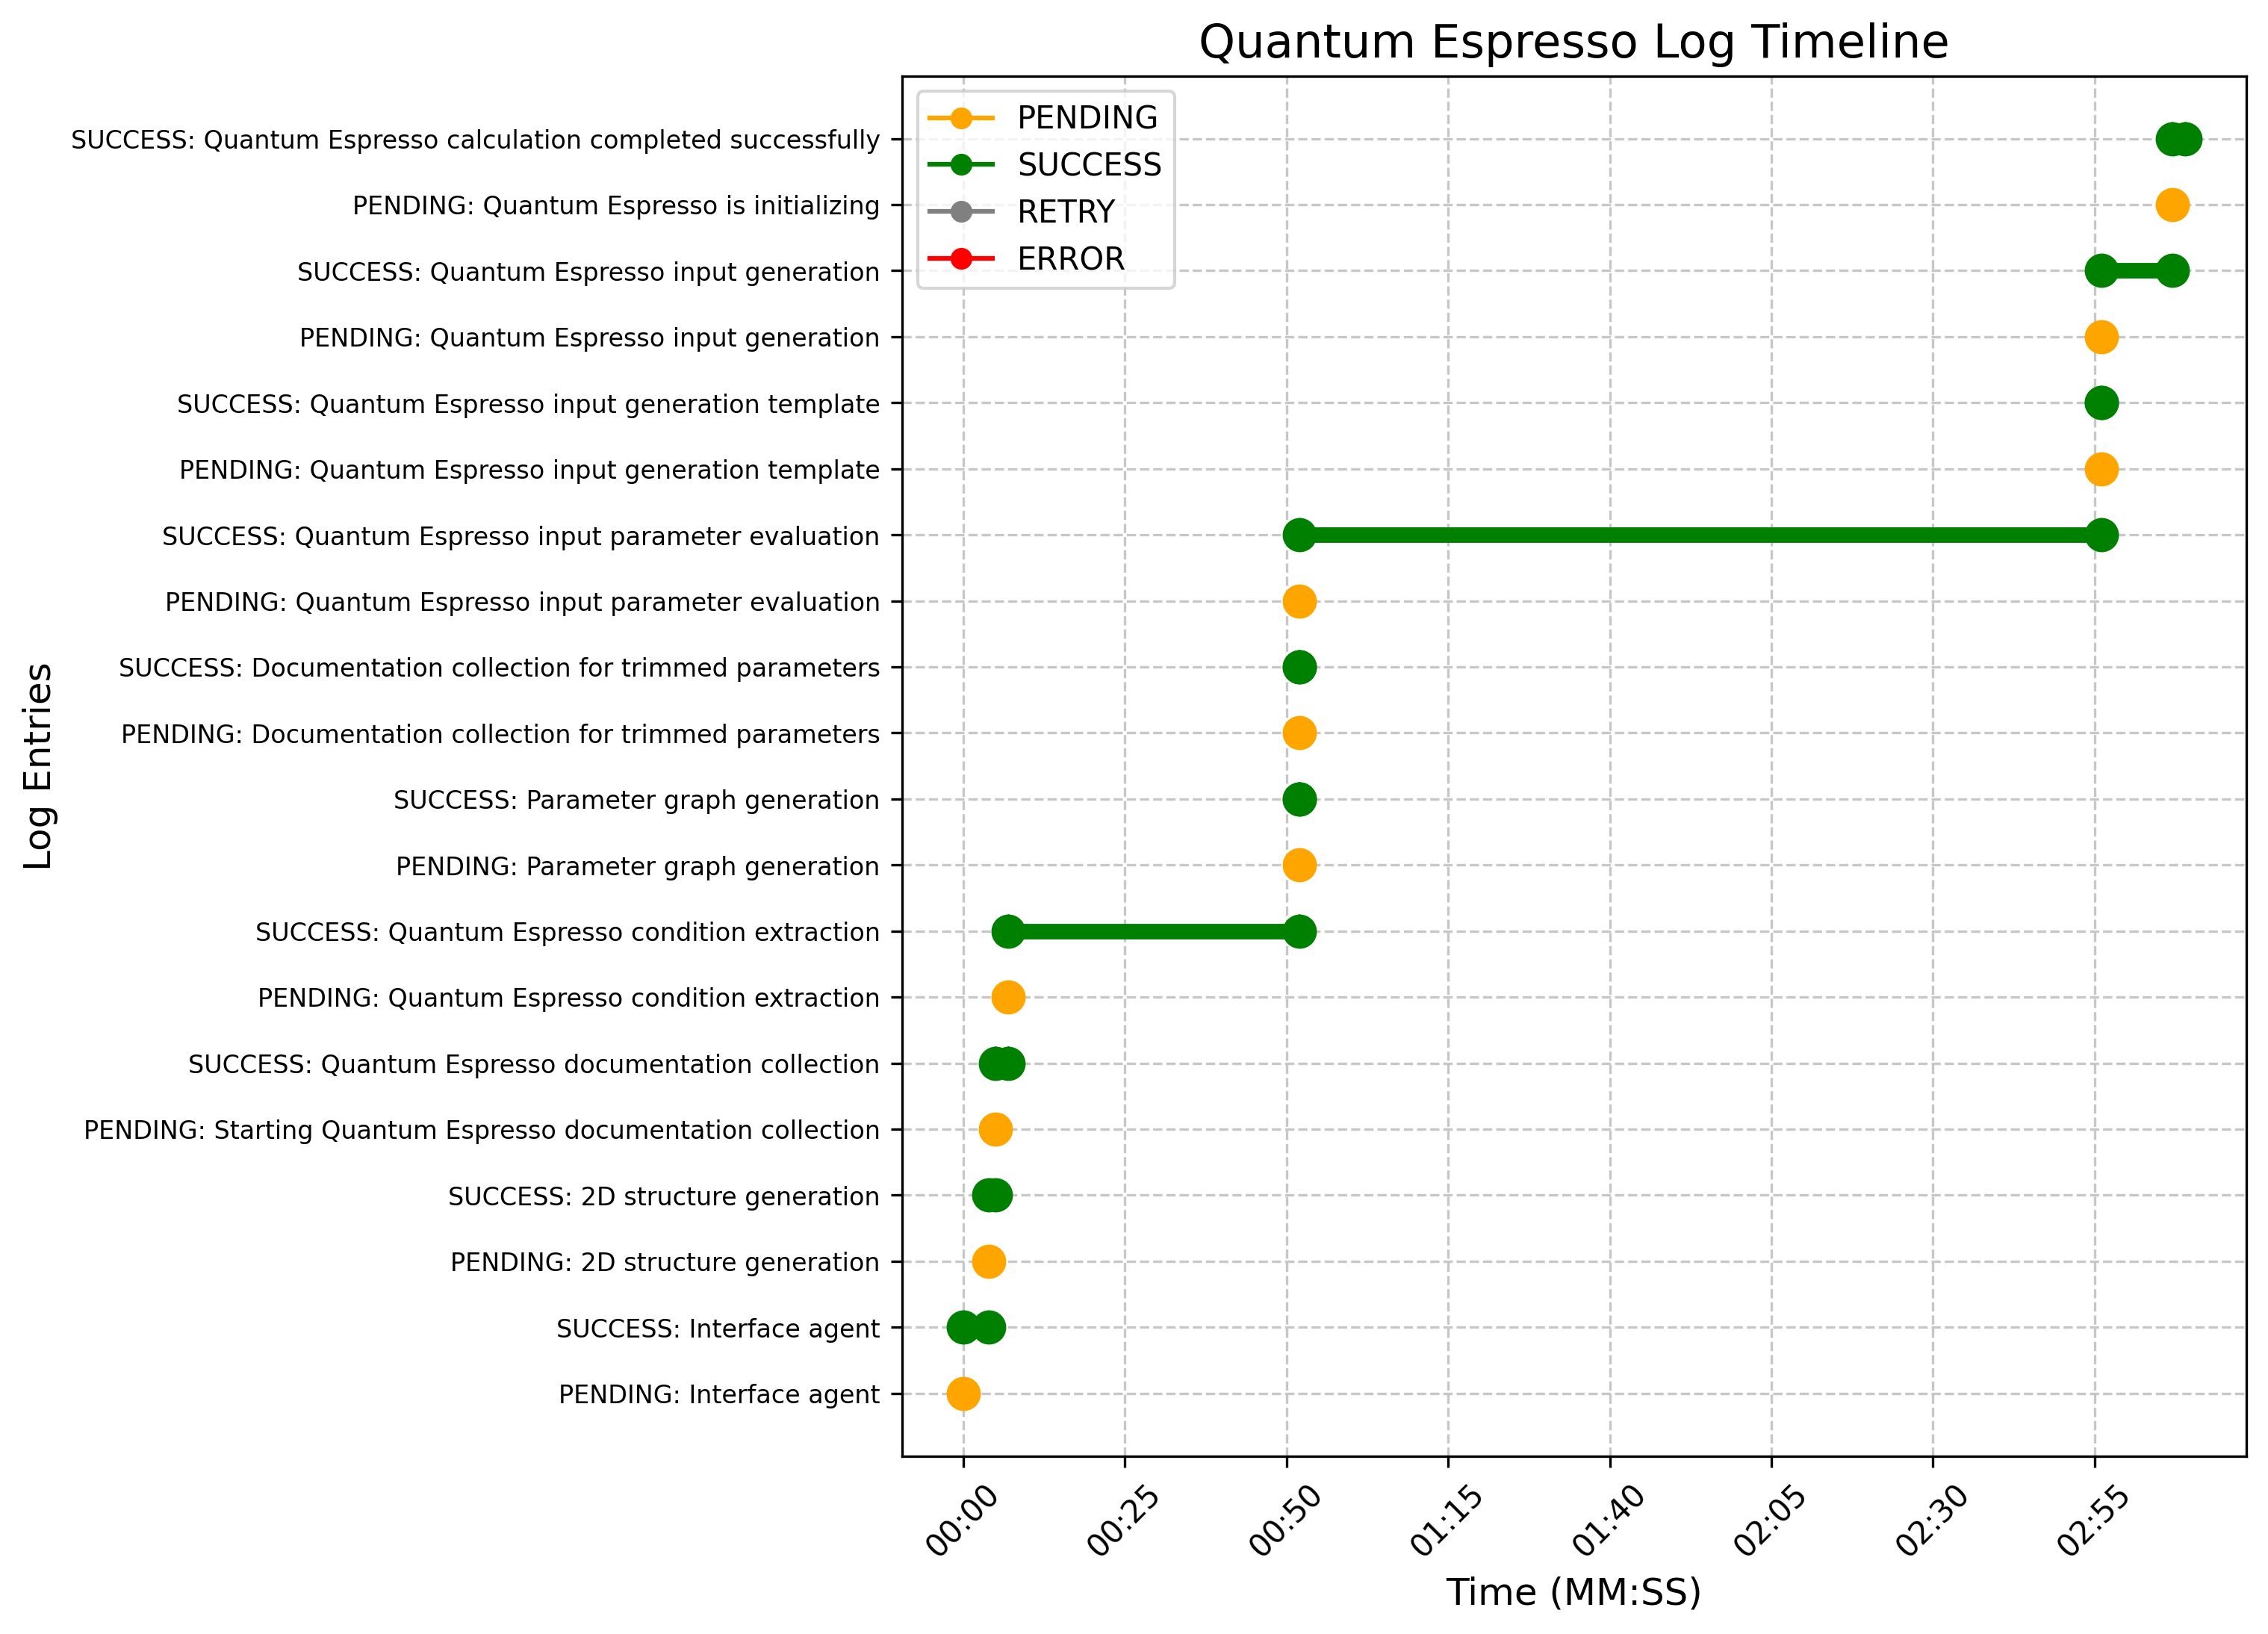 Quantum Espresso Log Timeline
PENDING
SUCCESS
RETRY
ERROR
SUCCESS: Quantum Espresso calculation completed successfully
PENDING: Quantum Espresso is initializing
SUCCESS: Quantum Espresso input generation
PENDING: Quantum Espresso input generation
SUCCESS: Quantum Espresso input generation template
PENDING: Quantum Espresso input generation template
SUCCESS: Quantum Espresso input parameter evaluation
PENDING: Quantum Espresso input parameter evaluation
SUCCESS: Documentation collection for trimmed parameters
PENDING: Documentation collection for trimmed parameters
SUCCESS: Parameter graph generation
PENDING: Parameter graph generation
SUCCESS: Quantum Espresso condition extraction
PENDING: Quantum Espresso condition extraction
SUCCESS: Quantum Espresso documentation collection
PENDING: Starting Quantum Espresso documentation collection
SUCCESS: 2D structure generation
PENDING: 2D structure generation
SUCCESS: Interface agent
PENDING: Interface agent
Log Entries
00:00
00:25
00:50
01:15
01:40
02:05
02:30
02:55
Time (MM:SS)